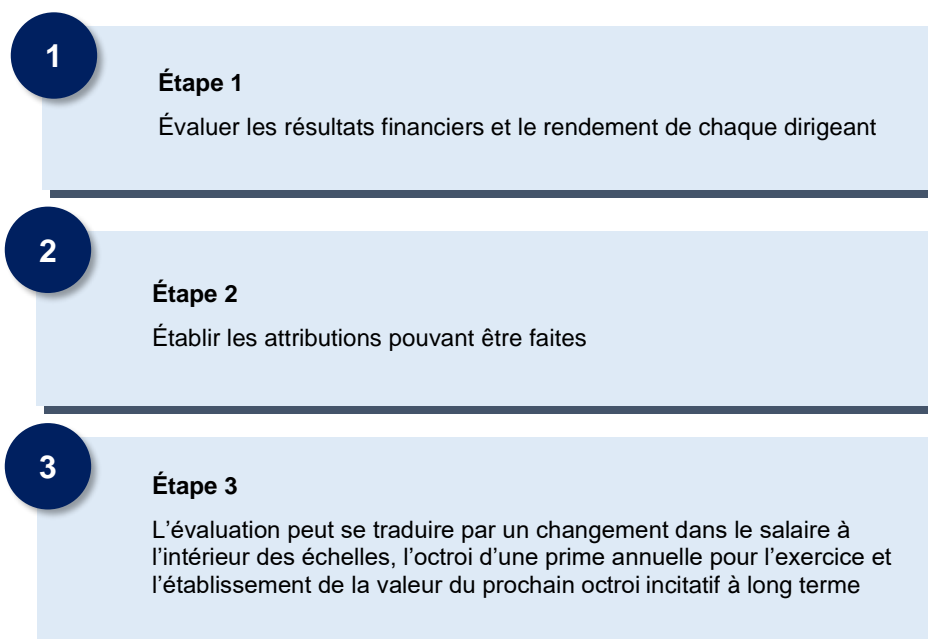 1
Étape 1
Évaluer les résultats financiers et le rendement de chaque dirigeant
2
Étape 2
Établir les attributions pouvant être faites
3
Étape 3
L’évaluation peut se traduire par un changement dans le salaire à
l’intérieur des échelles, l’octroi d’une prime annuelle pour l’exercice et
l’établissement de la valeur du prochain octroi incitatif à long terme